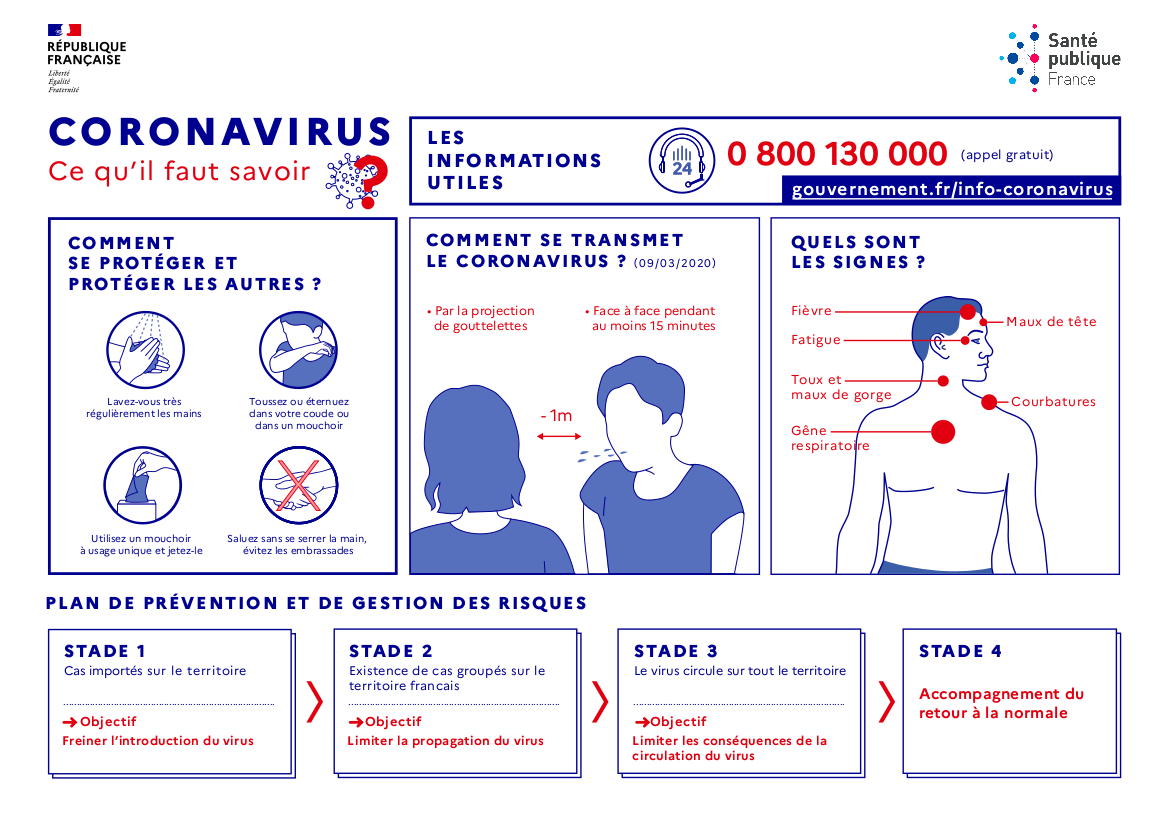 RÉPUBLIQUE
FRANÇAISE
Liberté
Égalité
Fraternité
Santé
publique
France
CORONAVIRUS
Ce qu'il faut savoir
?
LES
INFORMATIONS
UTILES
24
0 800 130 000 (appel gratuit)
gouvernement.fr/info-coronavirus
COMMENT
SE PROTÉGER ET
PROTÉGER LES AUTRES ?
Lavez-vous très
régulièrement les mains
Toussez ou éternuez
dans votre coude ou
dans un mouchoir
Utilisez un mouchoir
à usage unique et jetez-le
Saluez sans se serrer la main,
évitez les embrassades
COMMENT SE TRANSMET
LE CORONAVIRUS ? (09/03/2020)
• Par la projection
de gouttelettes
• Face à face pendant
au moins 15 minutes
- 1m
QUELS SONT
LES SIGNES ?
Fièvre
Maux de tête
Fatigue
Toux et
maux de gorge
Courbatures
Gêne
respiratoire
PLAN DE PRÉVENTION ET DE GESTION DES RISQUES
STADE 1
Cas importés sur le territoire
➔ Objectif
Freiner l'introduction du virus
STADE 2
Existence de cas groupés sur le
territoire francais
➔ Objectif
Limiter la propagation du virus
STADE 3
Le virus circule sur tout le territoire
➔ Objectif
Limiter les conséquences de la
circulation du virus
STADE 4
Accompagnement du
retour à la normale